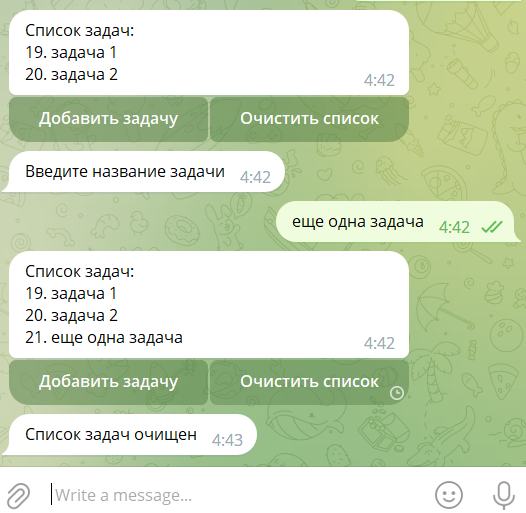 Список задач:
19. задача 1
20. задача 2
4:42
Добавить задачу
Очистить список
Введите название задачи 4:42
еще одна задача 4:42
Список задач:
19. задача 1
20. задача 2
21. еще одна задача
4:42
Добавить задачу
Очистить список
Список задач очищен 4:43
Write a message...